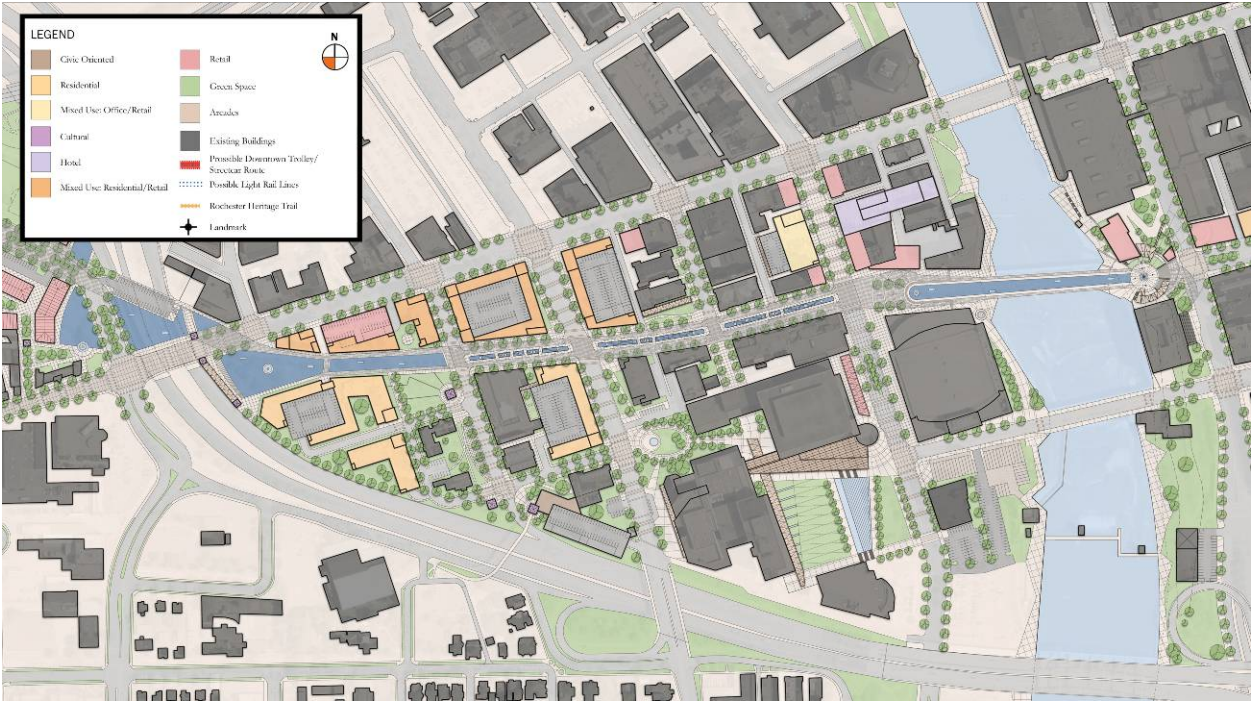 LEGEND
N
Civic Oriented
Residential
Mixed Use: Office/Retail
Cultural
Hotel
Mixed Use: Residential/Retail
Retail
Green Space
Arcades
Existing Buildings
Prossible Downtown Trolley/
Streetcar Route
Possible Light Rail Lines
Rochester Heritage Trail
Landmark